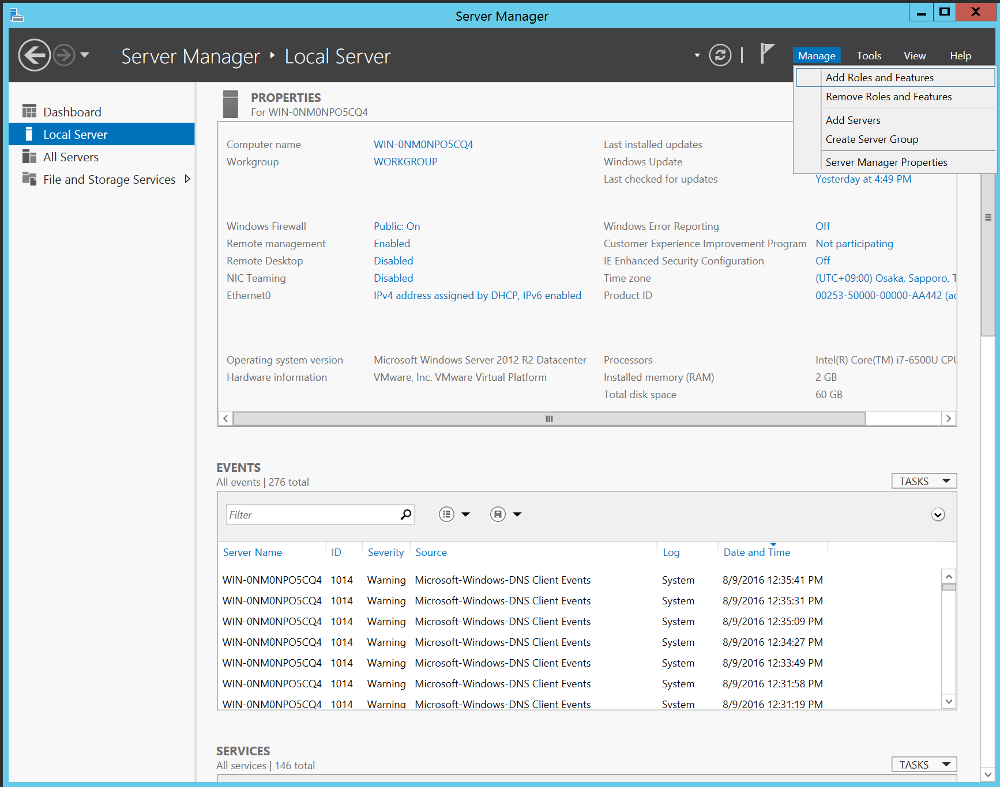 Server Manager
Server Manager ‣ Local Server
Manage Tools View Help
Add Roles and Features
Remove Roles and Features
Add Servers
Create Server Group
Server Manager Properties
Dashboard
Local Server
All Servers
File and Storage Services
PROPERTIES
For WIN-0NM0NPO5CQ4
Computer name WIN-0NM0NPO5CQ4 Last installed updates
Workgroup WORKGROUP Windows Update
Last checked for updates Yesterday at 4:49 PM
Windows Firewall Public: On Windows Error Reporting Off
Remote management Enabled Customer Experience Improvement Program Not participating
Remote Desktop Disabled IE Enhanced Security Configuration Off
NIC Teaming Disabled Time zone (UTC+09:00) Osaka, Sapporo, T
Ethernet0 IPv4 address assigned by DHCP, IPv6 enabled Product ID 00253-50000-00000-AA442 (ac
Operating system version Microsoft Windows Server 2012 R2 Datacenter Processors Intel(R) Core(TM) i7-6500U CPU
Hardware information VMware, Inc. VMware Virtual Platform Installed memory (RAM) 2 GB
Total disk space 60 GB
EVENTS
All events | 276 total
TASKS
Filter
Server Name ID Severity Source Log Date and Time
WIN-0NM0NPO5CQ4 1014 Warning Microsoft-Windows-DNS Client Events System 8/9/2016 12:35:41 PM
WIN-0NM0NPO5CQ4 1014 Warning Microsoft-Windows-DNS Client Events System 8/9/2016 12:35:31 PM
WIN-0NM0NPO5CQ4 1014 Warning Microsoft-Windows-DNS Client Events System 8/9/2016 12:35:09 PM
WIN-0NM0NPO5CQ4 1014 Warning Microsoft-Windows-DNS Client Events System 8/9/2016 12:34:27 PM
WIN-0NM0NPO5CQ4 1014 Warning Microsoft-Windows-DNS Client Events System 8/9/2016 12:33:49 PM
WIN-0NM0NPO5CQ4 1014 Warning Microsoft-Windows-DNS Client Events System 8/9/2016 12:31:58 PM
WIN-0NM0NPO5CQ4 1014 Warning Microsoft-Windows-DNS Client Events System 8/9/2016 12:31:19 PM
SERVICES
All services | 146 total
TASKS